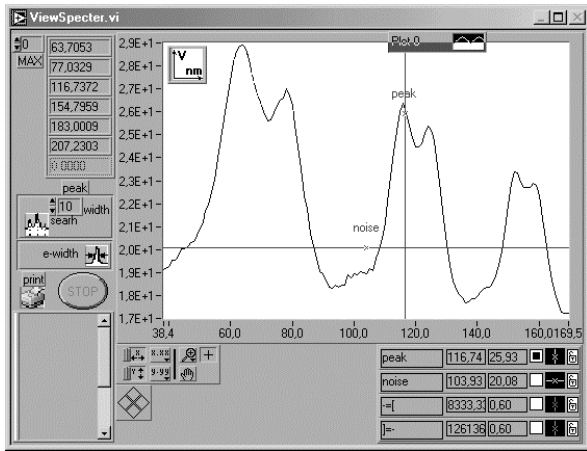 ViewSpecter.vi
0
MAX
63,7053
77,0329
116,7372
154,7959
183,0009
207,2303
0.0000
peak
10 width
searh
e-width
print
STOP
Plot 0
V
nm
peak
noise
2,9E+1
2,8E+1
2,7E+1
2,6E+1
2,5E+1
2,4E+1
2,3E+1
2,2E+1
2,1E+1
2,0E+1
1,9E+1
1,8E+1
1,7E+1
38,4 60,0 80,0 100,0 120,0 140,0 160,0169,5
X X.XX
Y Y.YY
peak 116,74 25,93
noise 103,93 20,08
-=[ 8333,33 0,60
]=- 126136 0,60